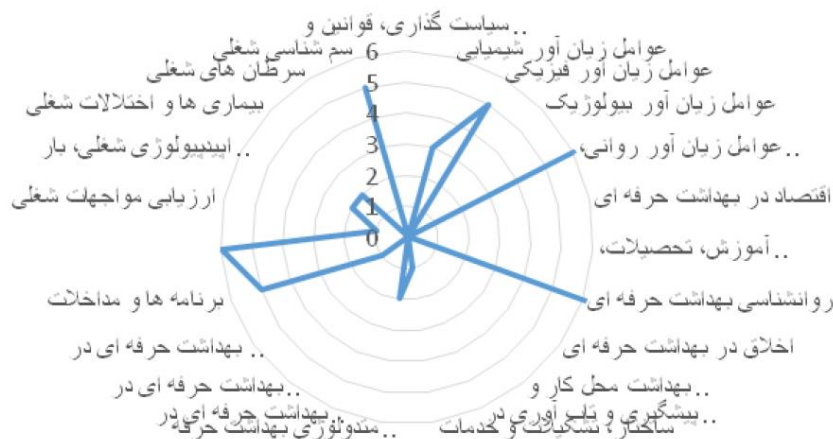 سیاست گذاری، قوانین و..
عوامل زیان آور شیمیایی
عوامل زیان آور فیزیکی
عوامل زیان آور بیولوژیک
عوامل زیان آور روانی،..
اقتصاد در بهداشت حرفه ای
آموزش، تحصیلات،..
روانشناسی بهداشت حرفه ای
اخلاق در بهداشت حرفه ای
بهداشت محل کار و..
پیشگیری و تاب آوری در..
ساختار، تشکیلات و خدمات
متدولوژی بهداشت حرفه..
بهداشت حرفه ای در..
بهداشت حرفه ای در..
بهداشت حرفه ای در..
برنامه ها و مداخلات
ارزیابی مواجهات شغلی
اپیدمیولوژی شغلی، بار..
بیماری ها و اختلالات شغلی
سرطان های شغلی
سم شناسی شغلی
6
5
4
3
2
1
0